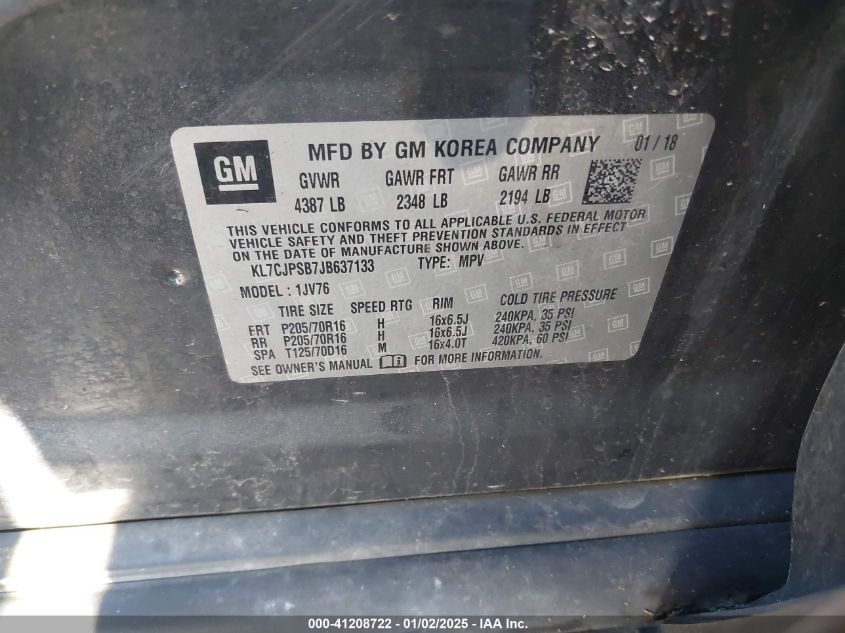 GM
MFD BY GM KOREA COMPANY 01 / 18
GVWR GAWR FRT GAWR RR
4387 LB 2348 LB 2194 LB
THIS VEHICLE CONFORMS TO ALL APPLICABLE U.S. FEDERAL MOTOR
VEHICLE SAFETY AND THEFT PREVENTION STANDARDS IN EFFECT
ON THE DATE OF MANUFACTURE SHOWN ABOVE.
KL7CJPSB7JB637133 TYPE: MPV
MODEL : 1JV76
TIRE SIZE SPEED RTG RIM COLD TIRE PRESSURE
FRT P205/70R16 H 16x6.5J 240KPA, 35 PSI
RR P205/70R16 H 16x6.5J 240KPA, 35 PSI
SPA T125/70D16 M 16x4.0T 420KPA, 60 PSI
SEE OWNER'S MANUAL FOR MORE INFORMATION.
000-41208722 - 01/02/2025 - IAA Inc.